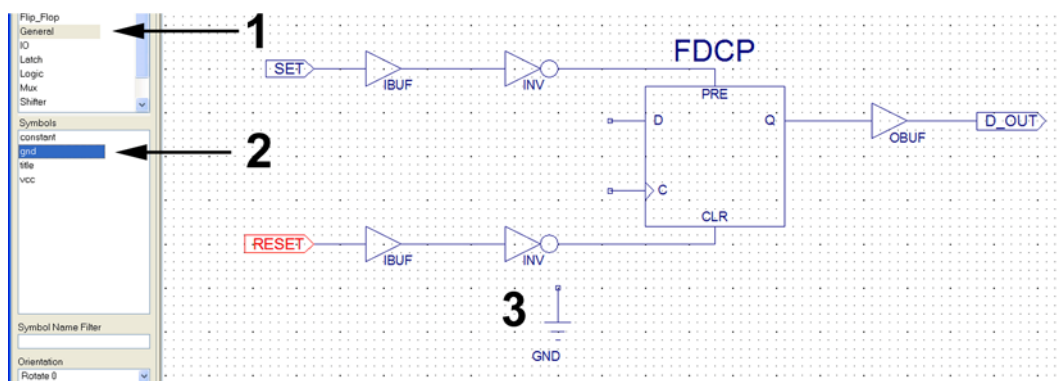 Flip_Flop
General
IO
Latch
Logic
Mux
Shifter
Symbols
constant
gnd
title
vcc
Symbol Name Filter
Orientation
Rotate 0
1
2
SET
IBUF
INV
FDCP
PRE
D
Q
C
CLR
OBUF
D_OUT
RESET
IBUF
INV
3
GND